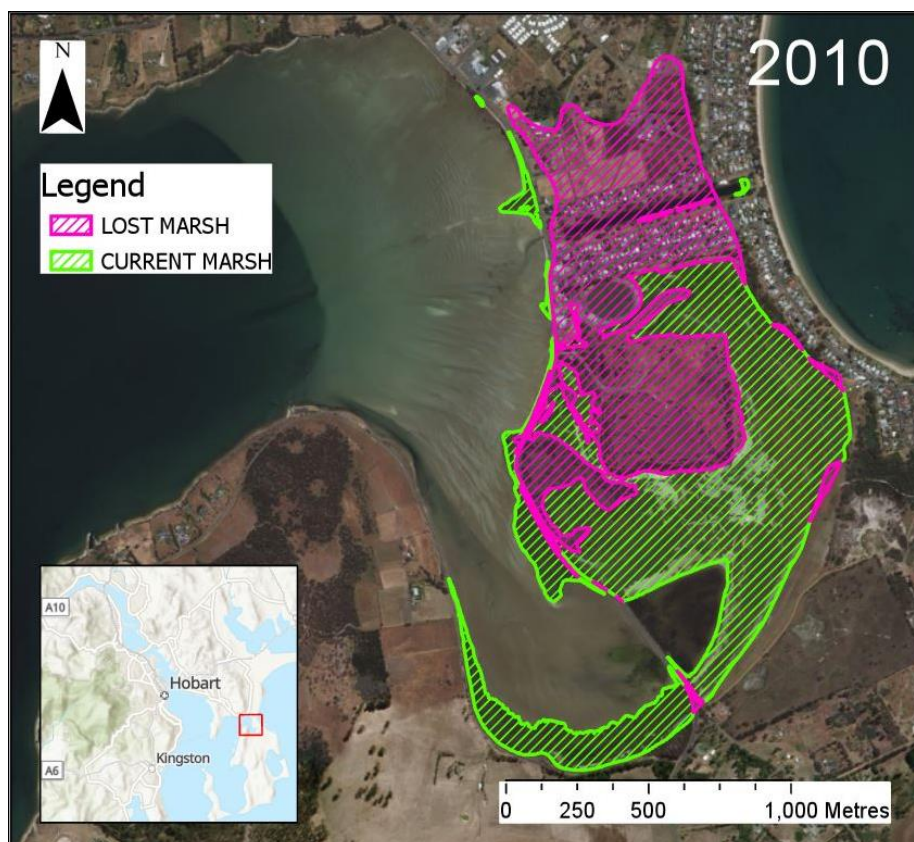 2010
N
Legend
LOST MARSH
CURRENT MARSH
A10
Hobart
Kingston
A6
0 250 500 1,000 Metres